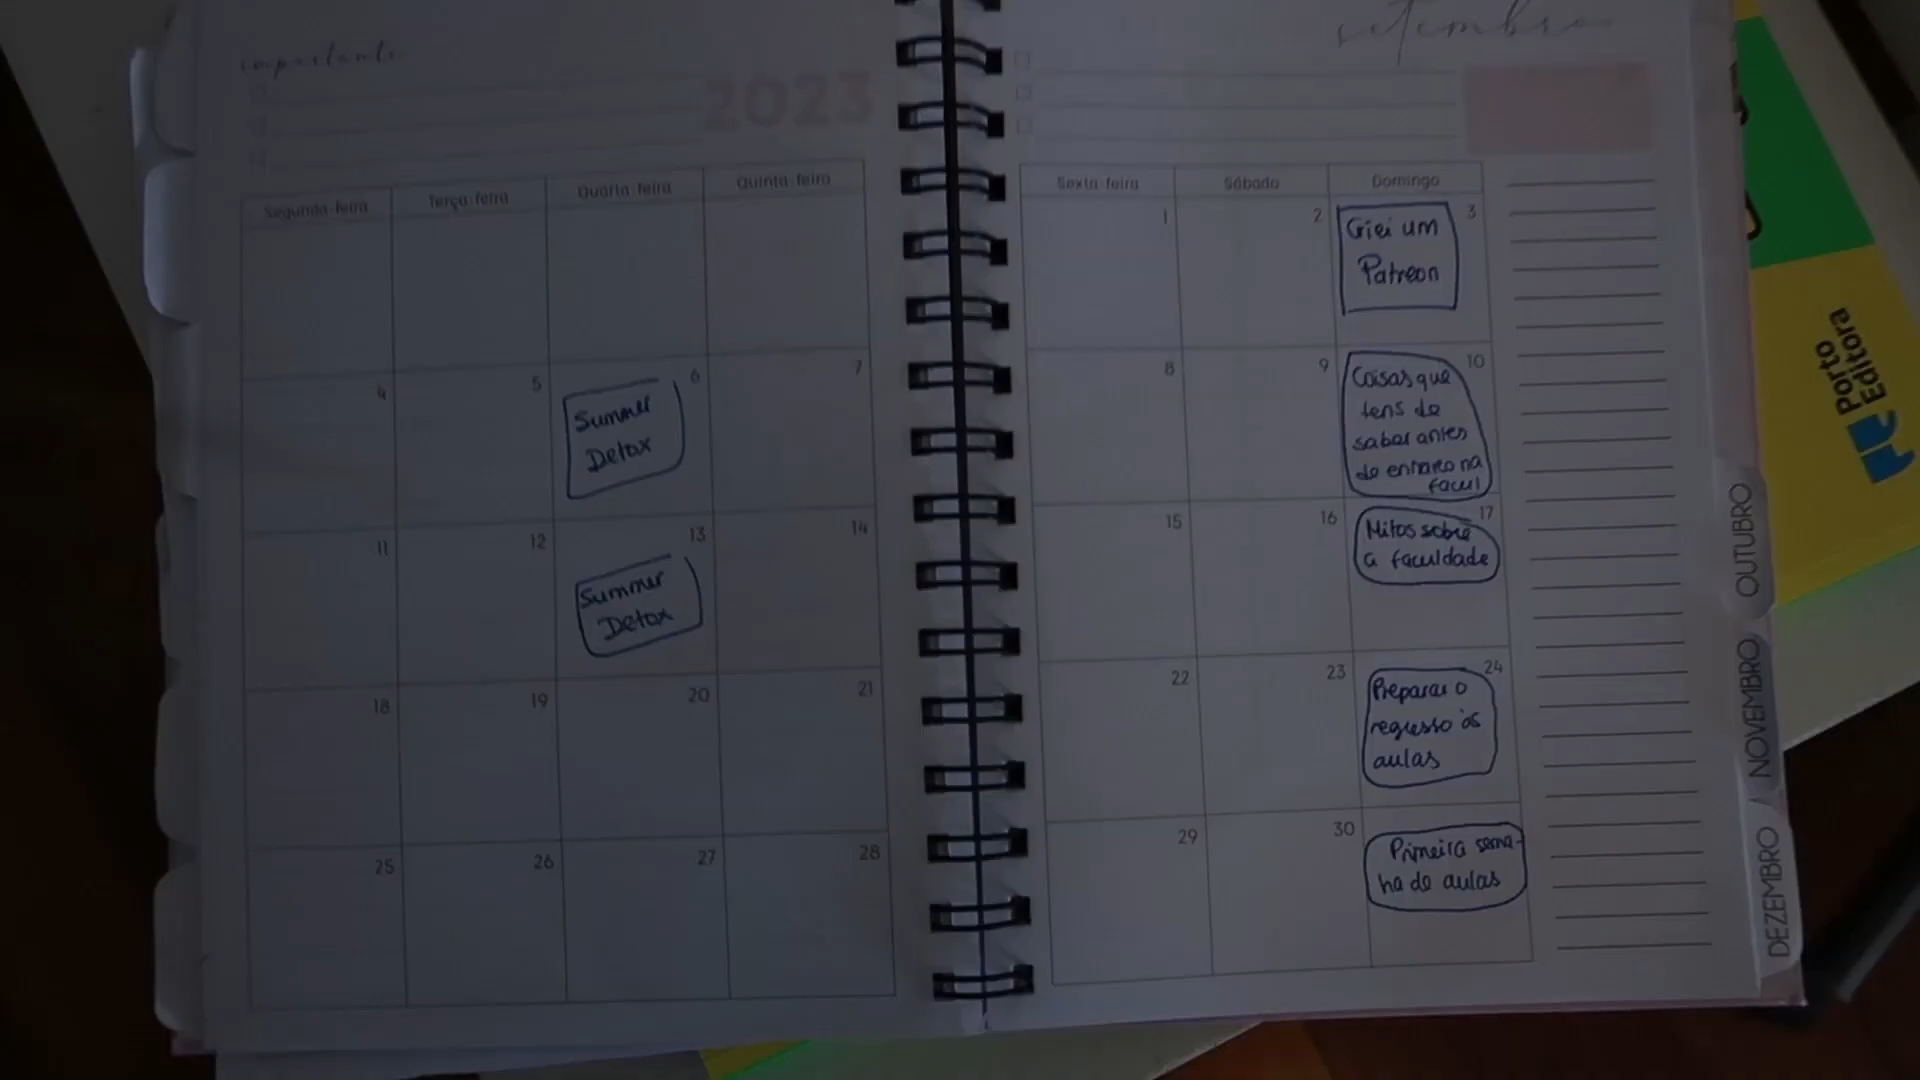 importante
2023
Segunda-feira Terça-feira Quarta-feira Quinta-feira
4 5 6 7
Summer
Detox
11 12 13 14
Summer
Detox
18 19 20 21
25 26 27 28
setembro
Sexta-feira Sábado Domingo
1 2 3
Criei um
Patreon
8 9 10
Coisas que
tens de
saber antes
de entrares na
facul
15 16 17
Mitos sobre
a faculdade
22 23 24
Preparar o
regresso às
aulas
29 30
Primeira sema-
na de aulas
OUTUBRO
NOVEMBRO
DEZEMBRO
Porto
Editora